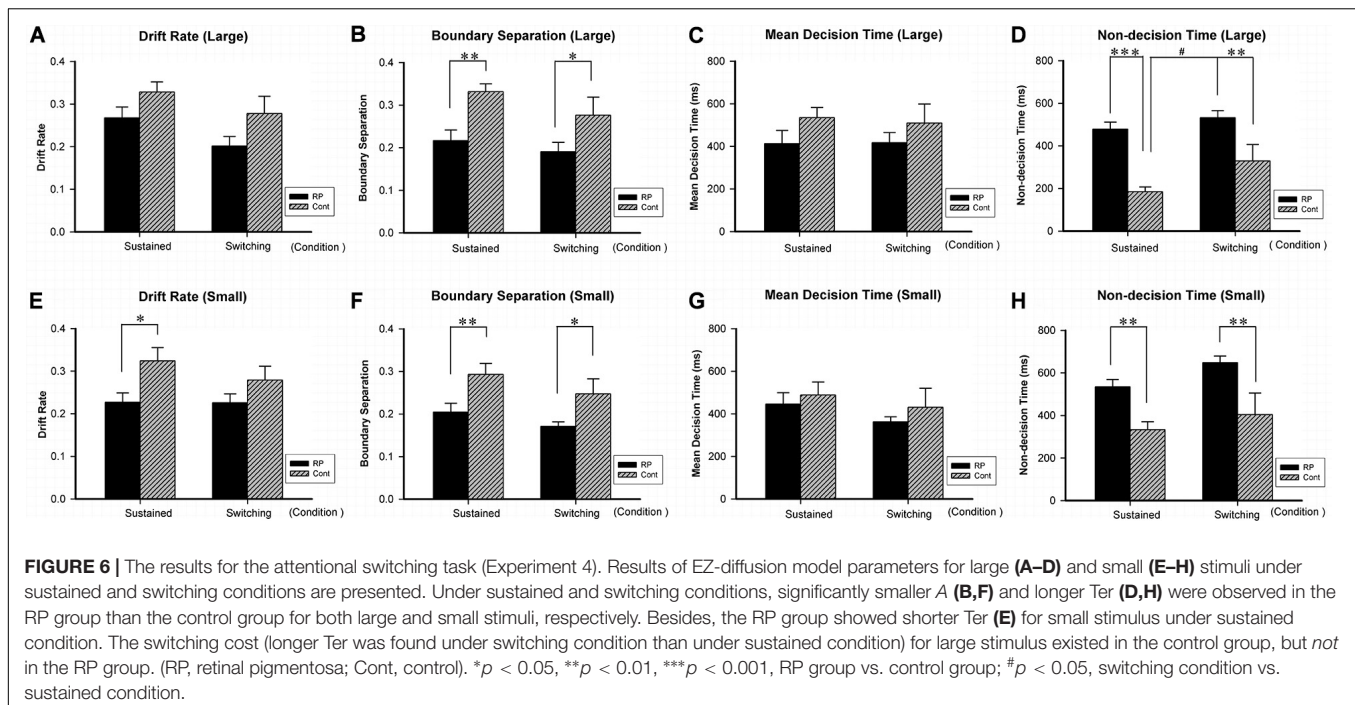 A
Drift Rate (Large)
Drift Rate
0.4
0.3
0.2
0.1
0.0
RP
Cont
Sustained
Switching
(Condition )
B
Boundary Separation (Large)
Boundary Separation
0.4
0.3
0.2
0.1
0.0
**
*
RP
Cont
Sustained
Switching
(Condition )
C
Mean Decision Time (Large)
Mean Decision Time (ms)
800
600
400
200
0
RP
Cont
Sustained
Switching
(Condition )
D
Non-decision Time (Large)
Non-decision Time (ms)
800
600
400
200
0
***
#
**
RP
Cont
Sustained
Switching
( Condition )
E
Drift Rate (Small)
Drift Rate
0.4
0.3
0.2
0.1
0.0
*
RP
Cont
Sustained
Switching
(Condition )
F
Boundary Separation (Small)
Boundary Separation
0.4
0.3
0.2
0.1
0.0
**
*
RP
Cont
Sustained
Switching
(Condition )
G
Mean Decision Time (Small)
Mean Decision Time (ms)
800
600
400
200
0
RP
Cont
Sustained
Switching
(Condition )
H
Non-decision Time (Small)
Non-decision Time (ms)
800
600
400
200
0
**
**
RP
Cont
Sustained
Switching
(Condition )
FIGURE 6 | The results for the attentional switching task (Experiment 4). Results of EZ-diffusion model parameters for large (A–D) and small (E–H) stimuli under
sustained and switching conditions are presented. Under sustained and switching conditions, significantly smaller A (B,F) and longer Ter (D,H) were observed in the
RP group than the control group for both large and small stimuli, respectively. Besides, the RP group showed shorter Ter (E) for small stimulus under sustained
condition. The switching cost (longer Ter was found under switching condition than under sustained condition) for large stimulus existed in the control group, but not
in the RP group. (RP, retinal pigmentosa; Cont, control). *p < 0.05, **p < 0.01, ***p < 0.001, RP group vs. control group; #p < 0.05, switching condition vs.
sustained condition.